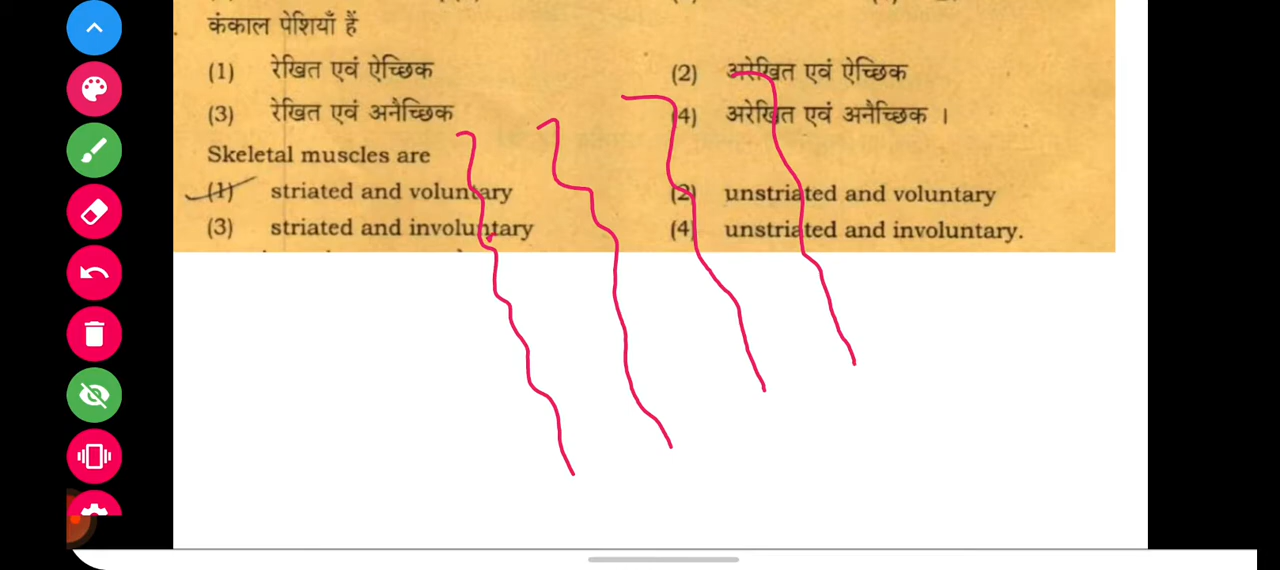 कंकाल पेशियाँ हैं
(1) रेखित एवं ऐच्छिक (2) अरेखित एवं ऐच्छिक
(3) रेखित एवं अनैच्छिक (4) अरेखित एवं अनैच्छिक ।
Skeletal muscles are
(1) striated and voluntary (2) unstriated and voluntary
(3) striated and involuntary (4) unstriated and involuntary.